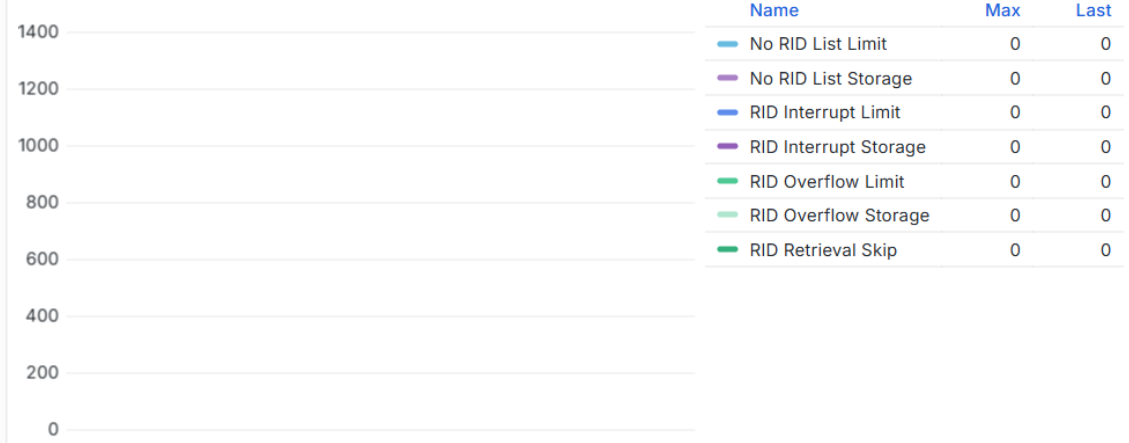 1400
1200
1000
800
600
400
200
0
Name Max Last
No RID List Limit 0 0
No RID List Storage 0 0
RID Interrupt Limit 0 0
RID Interrupt Storage 0 0
RID Overflow Limit 0 0
RID Overflow Storage 0 0
RID Retrieval Skip 0 0